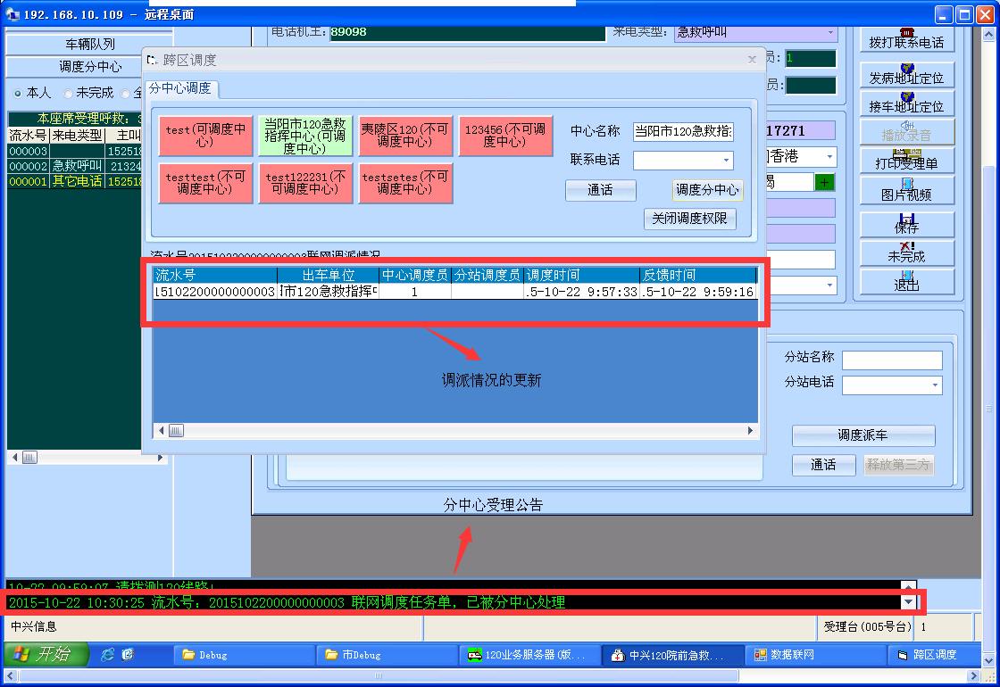 192.168.10.109 - 远程桌面
车辆队列
调度分中心
本人 未完成 全
本座席受理呼救: 3
流水号 来电类型 主叫
000003 15251
000002 急救呼叫 21324
000001 其它电话 15251
电话机主: 89098 来电类型: 急救呼叫
员: 1
员:
17271
香港
+
拨打联系电话
发病地址定位
接车地址定位
播放录音
打印受理单
图片视频
保存
未完成
退出
跨区调度
分中心调度
test(可调度中心)
当阳市120急救指挥中心(可调度中心)
夷陵区120(不可调度中心)
123456(不可调度中心)
testtest(不可调度中心)
test122231(不可调度中心)
testsetes(不可调度中心)
中心名称 当阳市120急救指
联系电话
通话 调度分中心
关闭调度权限
流水号20151022000000000003联网调派情况
流水号 出车单位 中心调度员 分站调度员 调度时间 反馈时间
15102200000000003 市120急救指挥中 1 .5-10-22 9:57:33 .5-10-22 9:59:16
调派情况的更新
分站名称
分站电话
调度派车
通话 释放第三方
分中心受理公告
10-22 09:59:07 请拨测120线路!
2015-10-22 10:30:25 流水号: 20151022000000000003 联网调度任务单，已被分中心处理
中兴信息 受理台(005号台) 1
开始 Debug 市Debug 120业务服务器(版... 中兴120院前急救... 数据联网 跨区调度